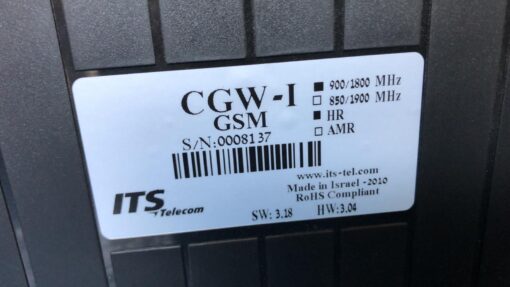 CGW-I
GSM
S/N:0008137
■ 900/1800 MHz
□ 850/1900 MHz
■ HR
□ AMR
www.its-tel.com
Made in Israel -2010
RoHS Compliant
ITS
Telecom
SW: 3.18 HW:3.04